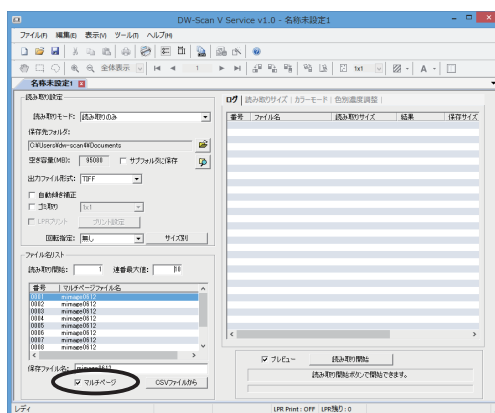 DW-Scan V Service v1.0 - 名称未設定1
ファイル(F) 編集(E) 表示(V) ツール(T) ヘルプ(H)
全体表示 1 1x1 A
名称未設定1
読み取り設定
読み取りモード: 読み取りのみ
保存先フォルダ:
C:¥Users¥dw-scan4¥Documents
空き容量(MB): 95088 サブフォルダに保存
出力ファイル形式: TIFF
自動傾き補正
ゴミ取り 1x1
LPRプリント プリント設定
回転指定: 無し サイズ別
ファイル名リスト
読み取り開始: 1 連番最大値: 10
番号 マルチページファイル名
0001 mimage0612
0002 mimage0612
0003 mimage0612
0004 mimage0612
0005 mimage0612
0006 mimage0612
0007 mimage0612
0008 mimage0612
保存ファイル名: mimage0612
マルチページ CSVファイルから
ログ 読み取りサイズ カラーモード 色別濃度調整
番号 ファイル名 読み取りサイズ 結果 保存サイズ
プレビュー 読み取り開始
読み取り開始ボタンで開始できます。
レディ LPR Print : OFF LPR残り : 0